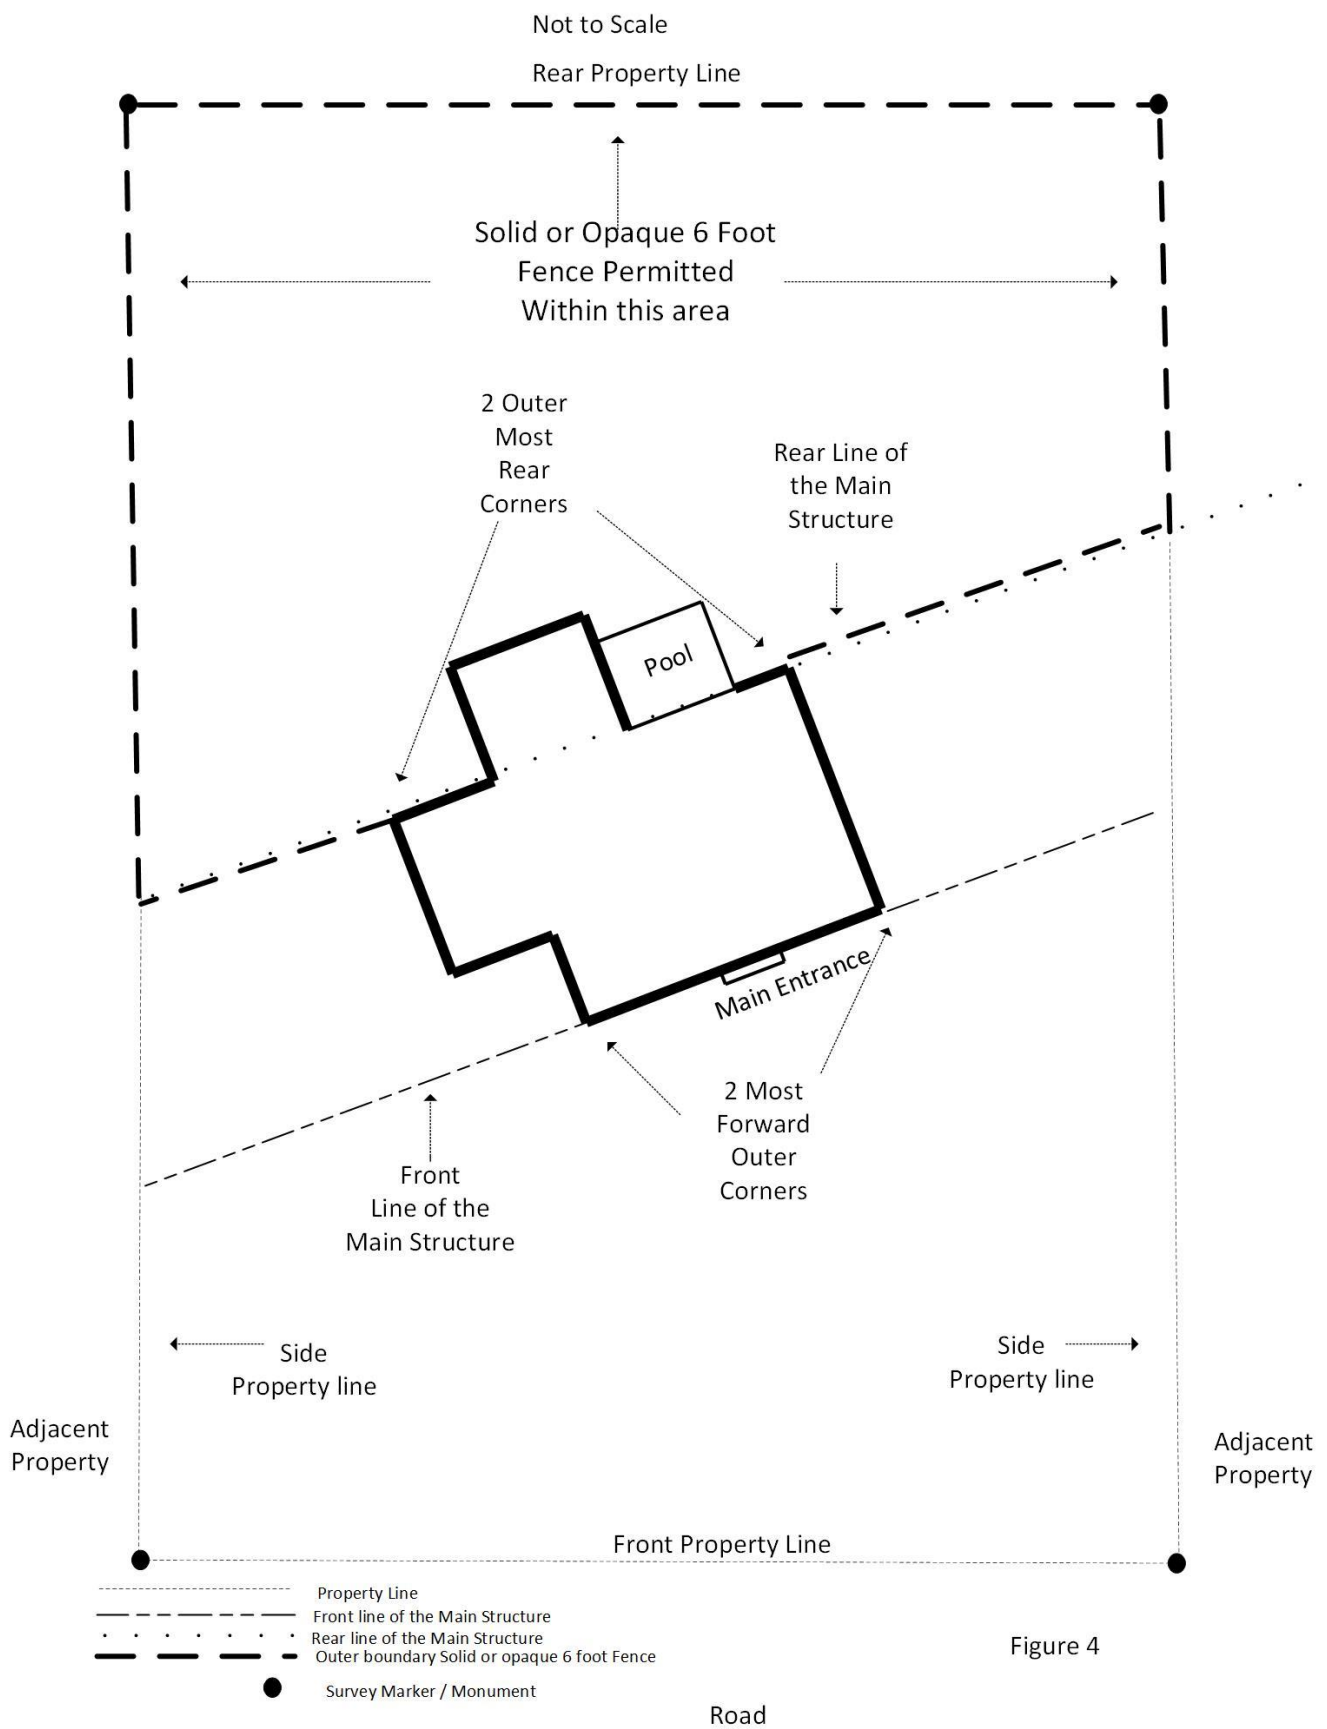 Not to Scale
Rear Property Line
Solid or Opaque 6 Foot
Fence Permitted
Within this area
2 Outer
Most
Rear
Corners
Rear Line of
the Main
Structure
Pool
Main Entrance
2 Most
Forward
Outer
Corners
Front
Line of the
Main Structure
Side
Property line
Side
Property line
Adjacent
Property
Adjacent
Property
Front Property Line
Property Line
Front line of the Main Structure
Rear line of the Main Structure
Outer boundary Solid or opaque 6 foot Fence
Survey Marker / Monument
Figure 4
Road